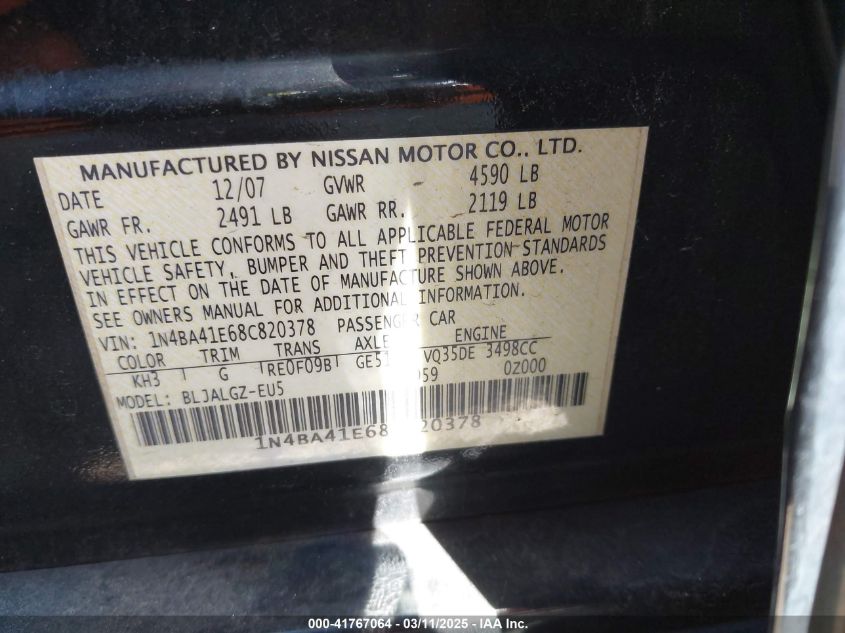 MANUFACTURED BY NISSAN MOTOR CO., LTD.
DATE 12/07 GVWR 4590 LB
GAWR FR. 2491 LB GAWR RR. 2119 LB
THIS VEHICLE CONFORMS TO ALL APPLICABLE FEDERAL MOTOR
VEHICLE SAFETY, BUMPER AND THEFT PREVENTION STANDARDS
IN EFFECT ON THE DATE OF MANUFACTURE SHOWN ABOVE.
SEE OWNERS MANUAL FOR ADDITIONAL INFORMATION.
VIN: 1N4BA41E68C820378 PASSENGER CAR
COLOR TRIM TRANS AXLE ENGINE
KH3 G RE0F09B GE51 VQ35DE 3498CC
059 0Z000
MODEL: BLJALGZ-EU5
1N4BA41E68 20378
000-41767064 - 03/11/2025 - IAA Inc.